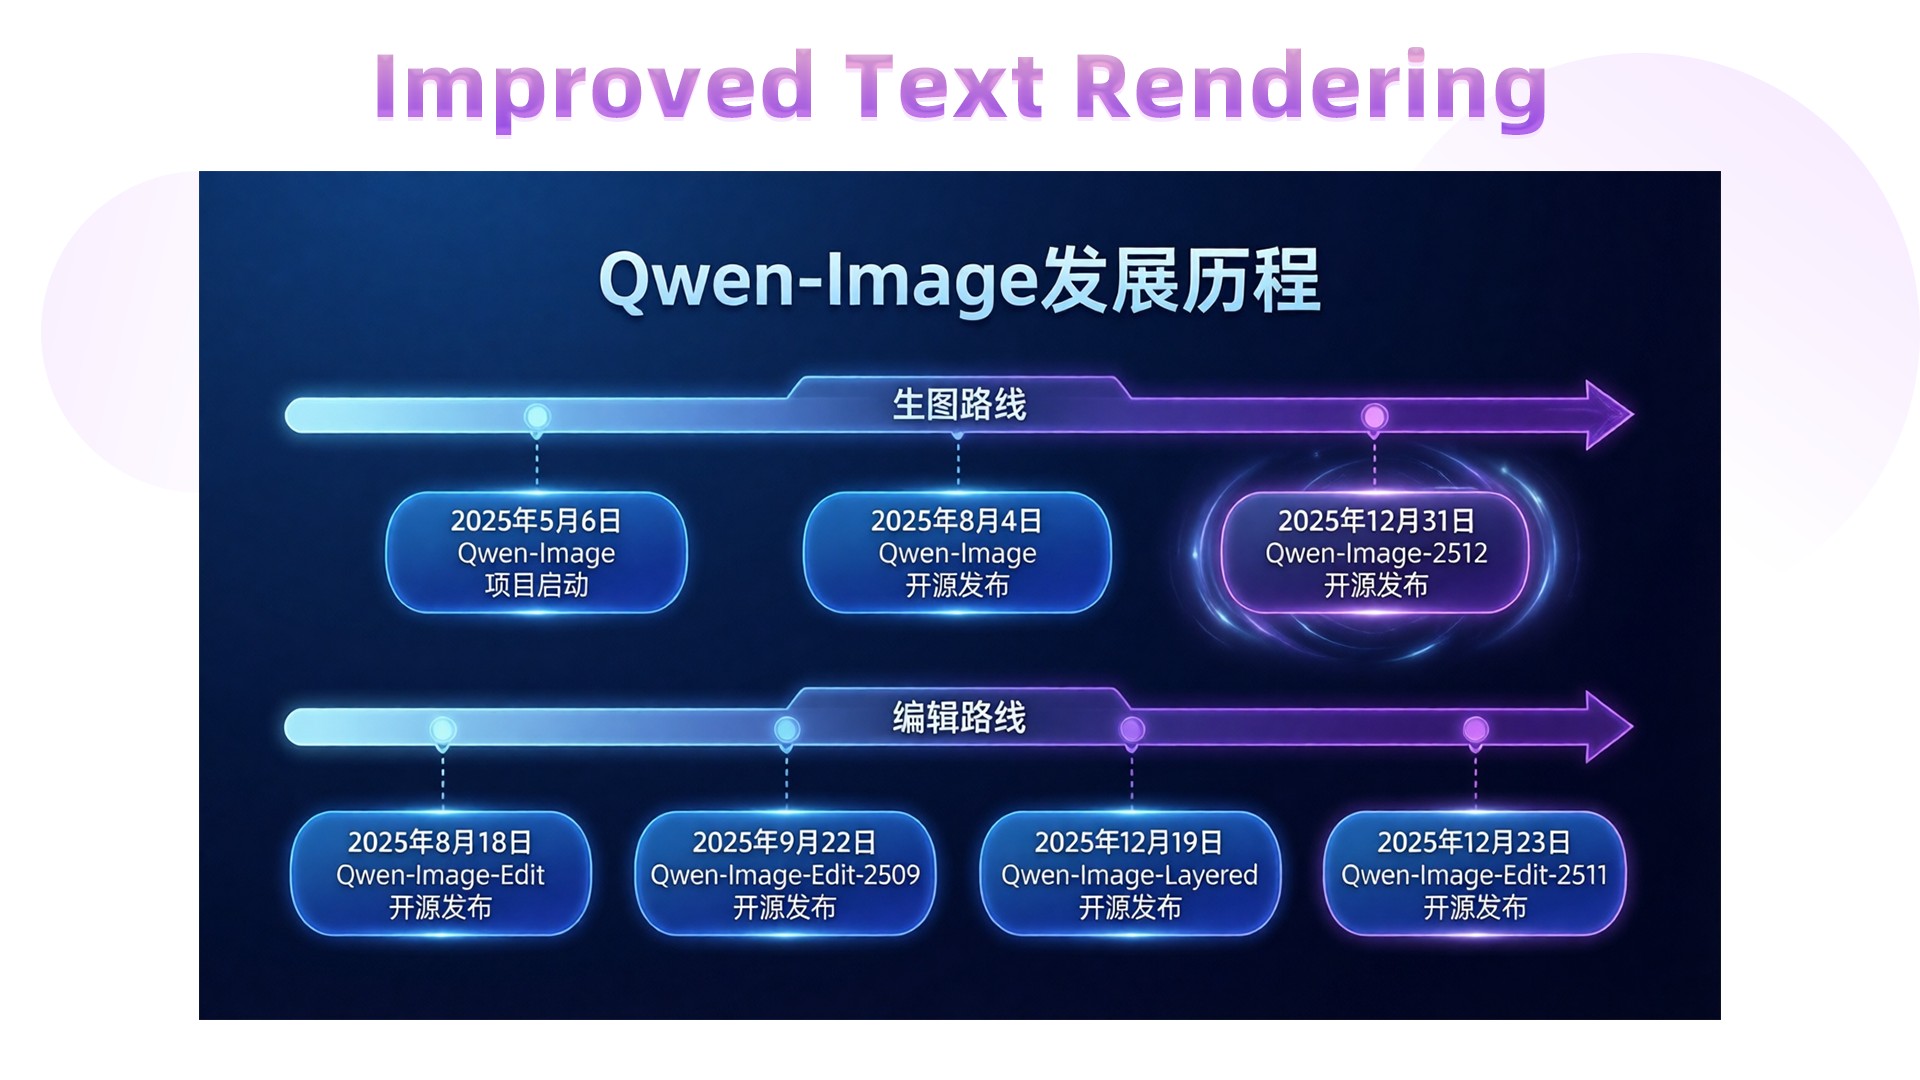 Improved Text Rendering
Qwen-Image发展历程
生图路线
2025年5月6日
Qwen-Image
项目启动
2025年8月4日
Qwen-Image
开源发布
2025年12月31日
Qwen-Image-2512
开源发布
编辑路线
2025年8月18日
Qwen-Image-Edit
开源发布
2025年9月22日
Qwen-Image-Edit-2509
开源发布
2025年12月19日
Qwen-Image-Layered
开源发布
2025年12月23日
Qwen-Image-Edit-2511
开源发布